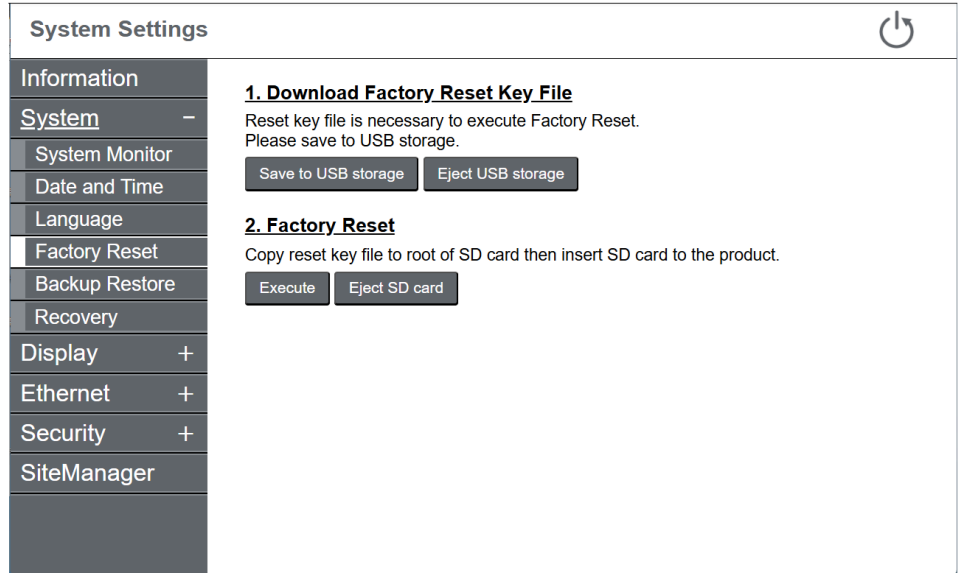 System Settings
Information
System −
System Monitor
Date and Time
Language
Factory Reset
Backup Restore
Recovery
Display +
Ethernet +
Security +
SiteManager
1. Download Factory Reset Key File
Reset key file is necessary to execute Factory Reset.
Please save to USB storage.
Save to USB storage Eject USB storage
2. Factory Reset
Copy reset key file to root of SD card then insert SD card to the product.
Execute Eject SD card